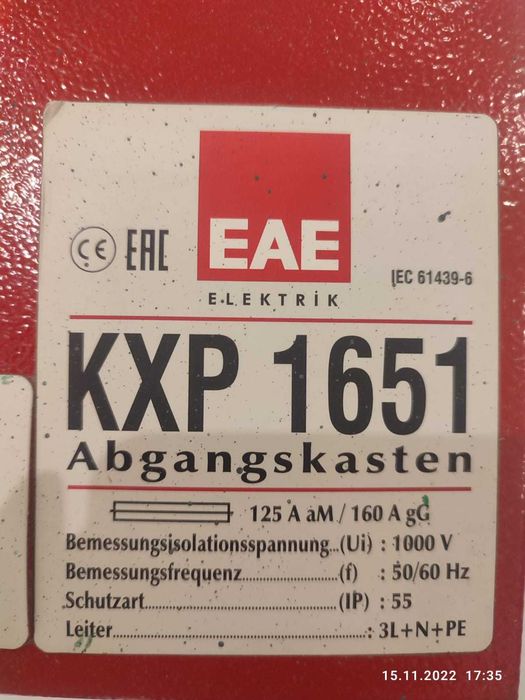 EAE
CE EAC
IEC 61439-6
ELEKTRİK
KXP 1651
Abgangskasten
125 A aM / 160 A gG
Bemessungsisolationsspannung..(Ui) : 1000 V
Bemessungsfrequenz....................(f) : 50/60 Hz
Schutzart.......................................(IP) : 55
Leiter....................................................: 3L+N+PE
15.11.2022 17:35